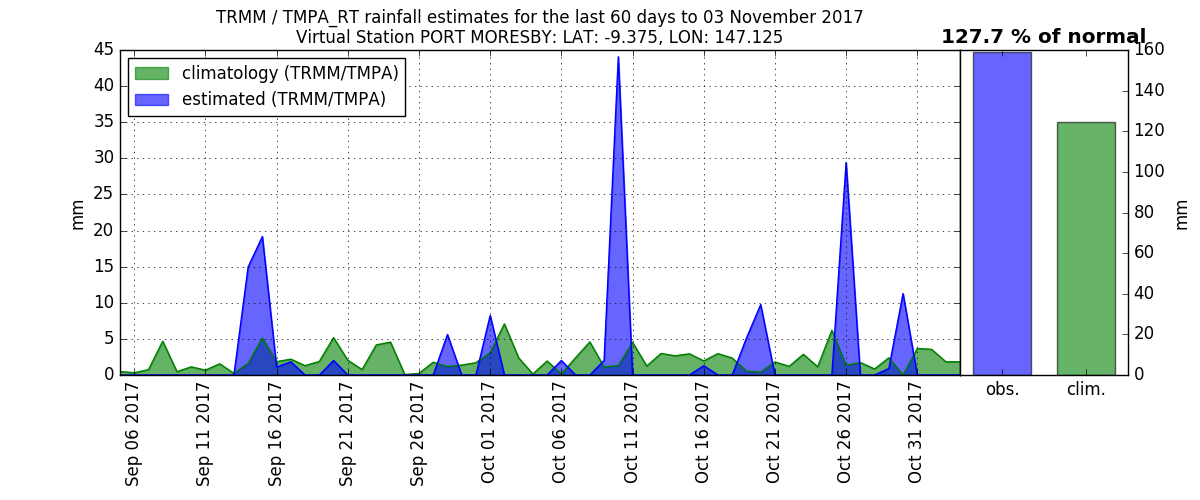 TRMM / TMPA_RT rainfall estimates for the last 60 days to 03 November 2017
Virtual Station PORT MORESBY: LAT: -9.375, LON: 147.125
127.7 % of normal
climatology (TRMM/TMPA)
estimated (TRMM/TMPA)
mm
45
40
35
30
25
20
15
10
5
0
Sep 06 2017
Sep 11 2017
Sep 16 2017
Sep 21 2017
Sep 26 2017
Oct 01 2017
Oct 06 2017
Oct 11 2017
Oct 16 2017
Oct 21 2017
Oct 26 2017
Oct 31 2017
obs.
clim.
160
140
120
100
80
60
40
20
0
mm